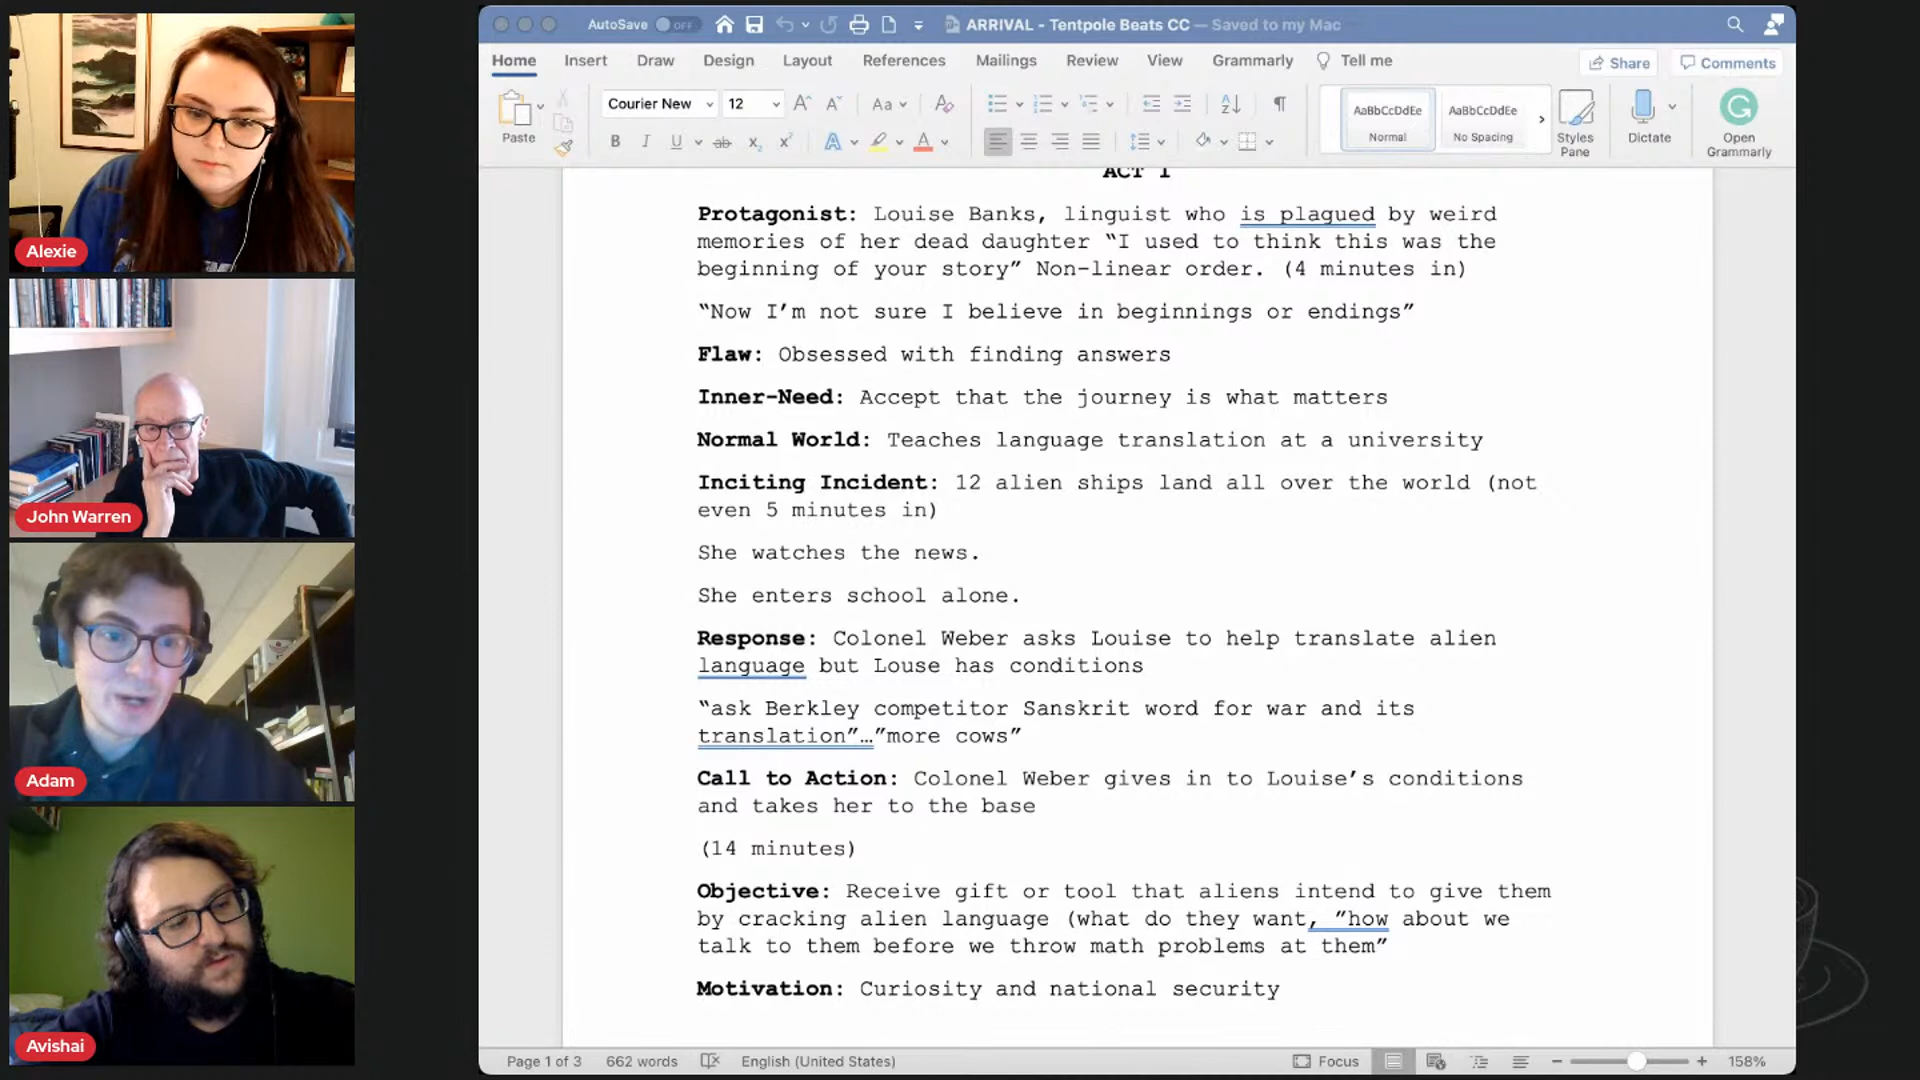 AutoSave OFF ARRIVAL - Tentpole Beats CC — Saved to my Mac
Home Insert Draw Design Layout References Mailings Review View Grammarly Tell me Share Comments
Paste Courier New 12 Aa AaBbCcDdEe Normal AaBbCcDdEe No Spacing Styles Pane Dictate Open Grammarly
ACT I
Protagonist: Louise Banks, linguist who is plagued by weird
memories of her dead daughter “I used to think this was the
beginning of your story” Non-linear order. (4 minutes in)
“Now I’m not sure I believe in beginnings or endings”
Flaw: Obsessed with finding answers
Inner-Need: Accept that the journey is what matters
Normal World: Teaches language translation at a university
Inciting Incident: 12 alien ships land all over the world (not
even 5 minutes in)
She watches the news.
She enters school alone.
Response: Colonel Weber asks Louise to help translate alien
language but Louse has conditions
“ask Berkley competitor Sanskrit word for war and its
translation”…”more cows”
Call to Action: Colonel Weber gives in to Louise’s conditions
and takes her to the base
(14 minutes)
Objective: Receive gift or tool that aliens intend to give them
by cracking alien language (what do they want, ”how about we
talk to them before we throw math problems at them”
Motivation: Curiosity and national security
Page 1 of 3 662 words English (United States) Focus 158%
Alexie
John Warren
Adam
Avishai